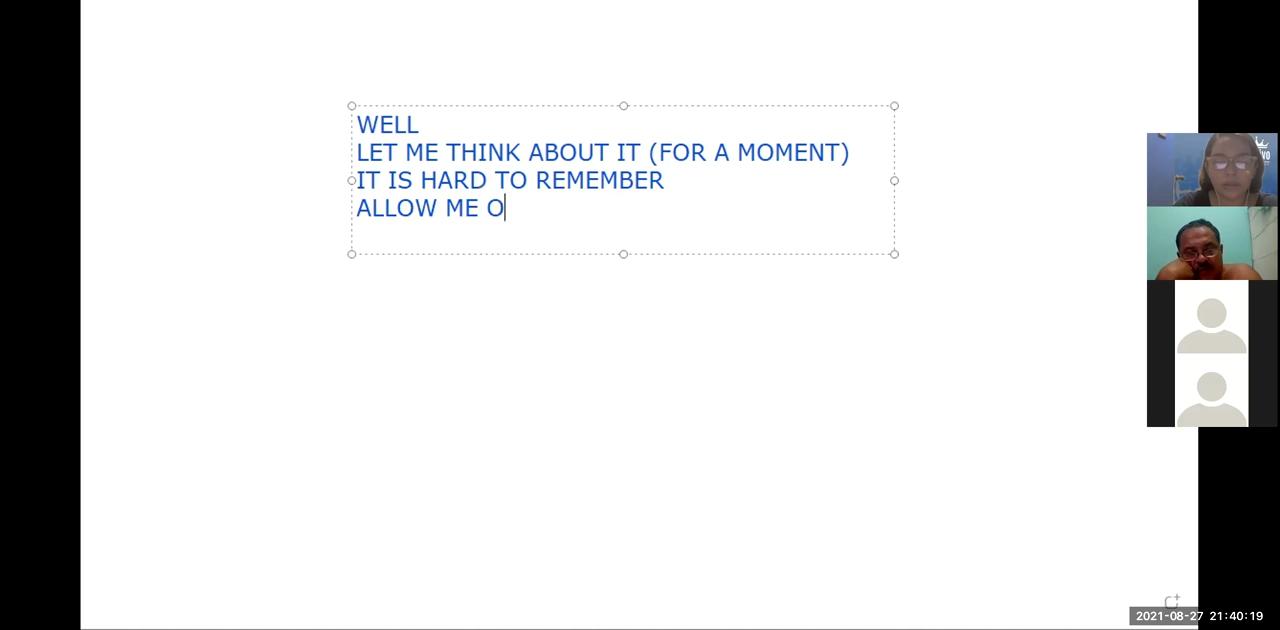 WELL
LET ME THINK ABOUT IT (FOR A MOMENT)
IT IS HARD TO REMEMBER
ALLOW ME O
2021-08-27 21:40:19